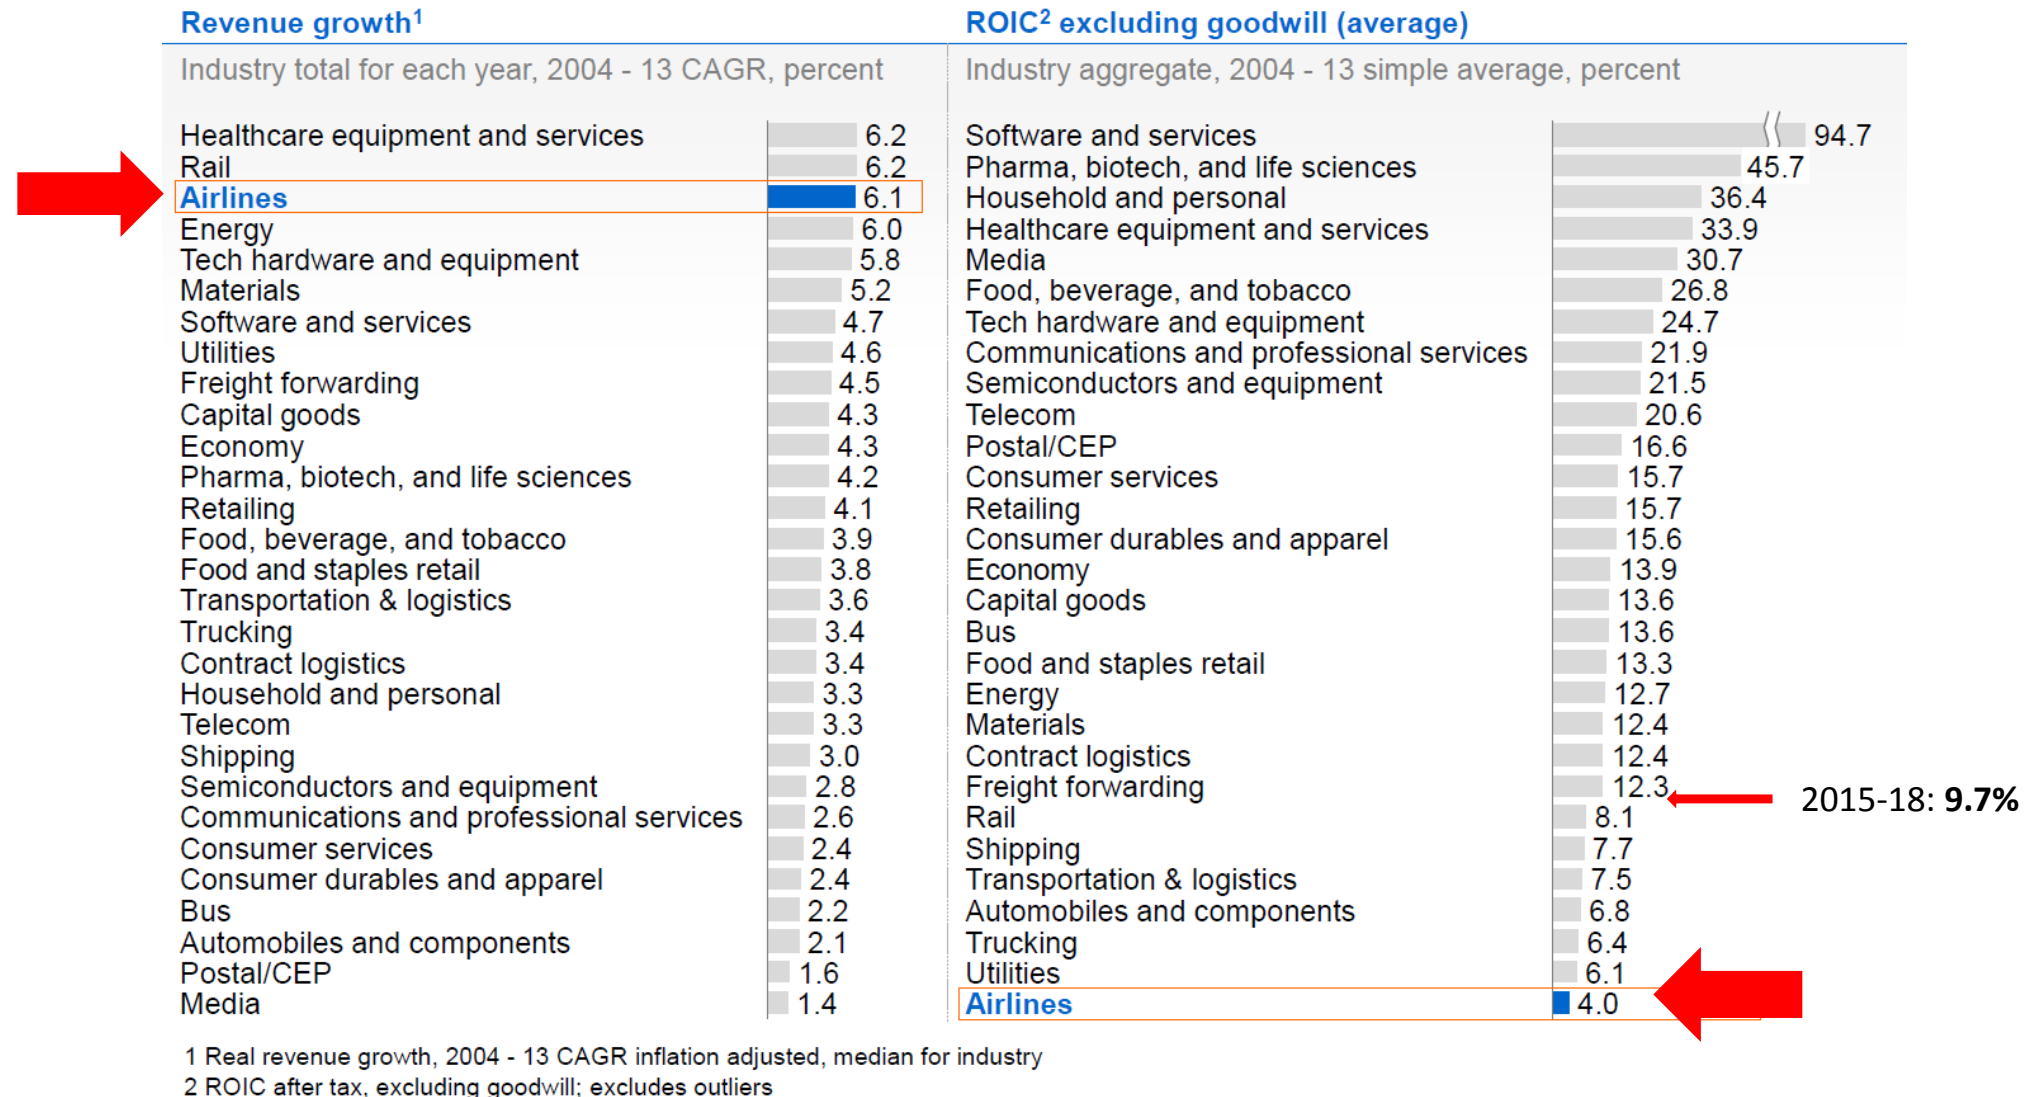 Revenue growth1
Industry total for each year, 2004 - 13 CAGR, percent
Healthcare equipment and services 6.2
Rail 6.2
Airlines 6.1
Energy 6.0
Tech hardware and equipment 5.8
Materials 5.2
Software and services 4.7
Utilities 4.6
Freight forwarding 4.5
Capital goods 4.3
Economy 4.3
Pharma, biotech, and life sciences 4.2
Retailing 4.1
Food, beverage, and tobacco 3.9
Food and staples retail 3.8
Transportation & logistics 3.6
Trucking 3.4
Contract logistics 3.4
Household and personal 3.3
Telecom 3.3
Shipping 3.0
Semiconductors and equipment 2.8
Communications and professional services 2.6
Consumer services 2.4
Consumer durables and apparel 2.4
Bus 2.2
Automobiles and components 2.1
Postal/CEP 1.6
Media 1.4
ROIC2 excluding goodwill (average)
Industry aggregate, 2004 - 13 simple average, percent
Software and services 94.7
Pharma, biotech, and life sciences 45.7
Household and personal 36.4
Healthcare equipment and services 33.9
Media 30.7
Food, beverage, and tobacco 26.8
Tech hardware and equipment 24.7
Communications and professional services 21.9
Semiconductors and equipment 21.5
Telecom 20.6
Postal/CEP 16.6
Consumer services 15.7
Retailing 15.7
Consumer durables and apparel 15.6
Economy 13.9
Capital goods 13.6
Bus 13.6
Food and staples retail 13.3
Energy 12.7
Materials 12.4
Contract logistics 12.4
Freight forwarding 12.3
2015-18: 9.7%
Rail 8.1
Shipping 7.7
Transportation & logistics 7.5
Automobiles and components 6.8
Trucking 6.4
Utilities 6.1
Airlines 4.0
1 Real revenue growth, 2004 - 13 CAGR inflation adjusted, median for industry
2 ROIC after tax, excluding goodwill; excludes outliers